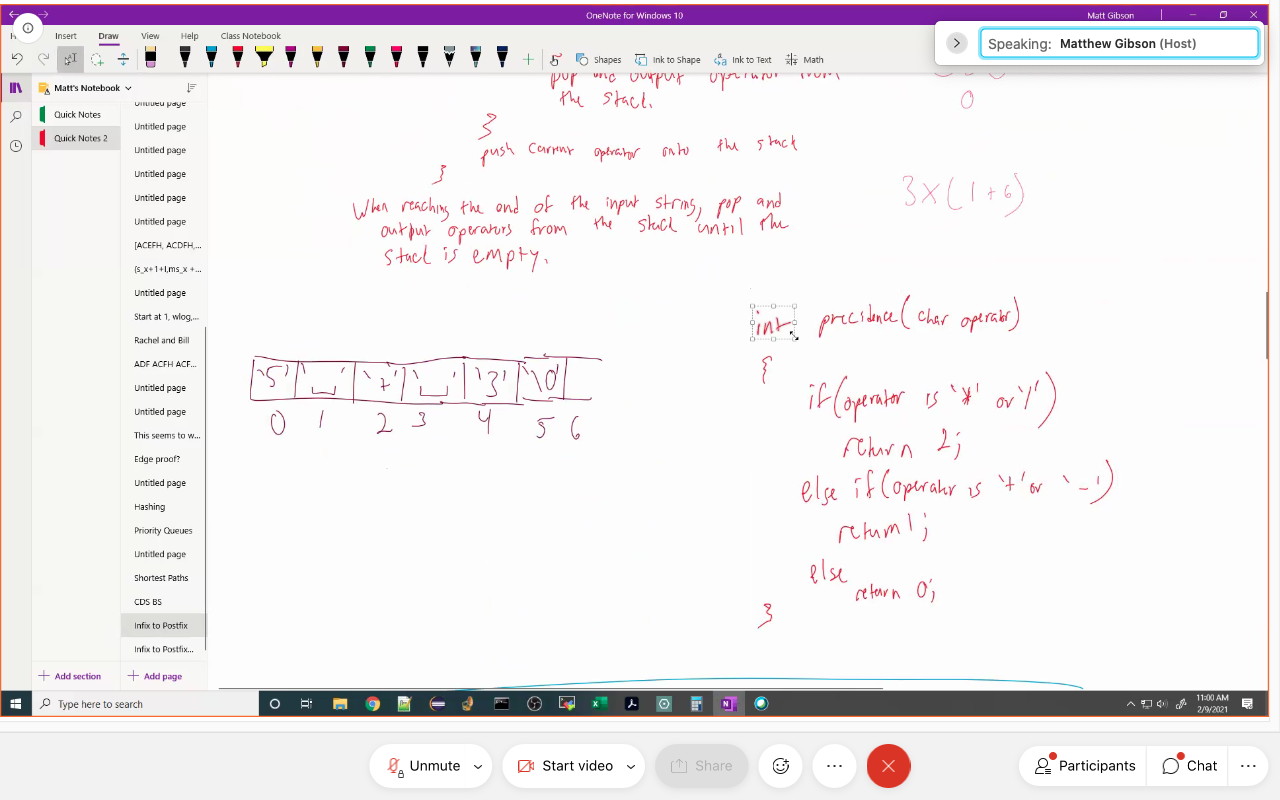 OneNote for Windows 10
Matt Gibson
Insert
Draw
View
Help
Class Notebook
Speaking: Matthew Gibson (Host)
Shapes
Ink to Shape
Ink to Text
Math
Matt's Notebook
Quick Notes
Quick Notes 2
Untitled page
Untitled page
Untitled page
Untitled page
Untitled page
Untitled page
[ACEFH, ACDFH,...
(s_x+1+l,ms_x +...
Untitled page
Start at 1, wlog,...
Rachel and Bill
ADF ACFH ACF...
Untitled page
Untitled page
This seems to w...
Edge proof?
Untitled page
Hashing
Priority Queues
Untitled page
Shortest Paths
CDS BS
Infix to Postfix
Infix to Postfix...
Add section
Add page
pop and output operator from
the stack.
}
push current operator onto the stack
}
When reaching the end of the input string, pop and
output operators from the stack until the
stack is empty.
0
3X(1+6)
'5' '␣' '+' '␣' '3' '\0'
0 1 2 3 4 5 6
int precidence(char operator)
{
if(operator is '*' or '/')
return 2;
else if(operator is '+' or '-')
return 1;
else
return 0;
}
Type here to search
11:00 AM
2/9/2021
Unmute
Start video
Share
Participants
Chat